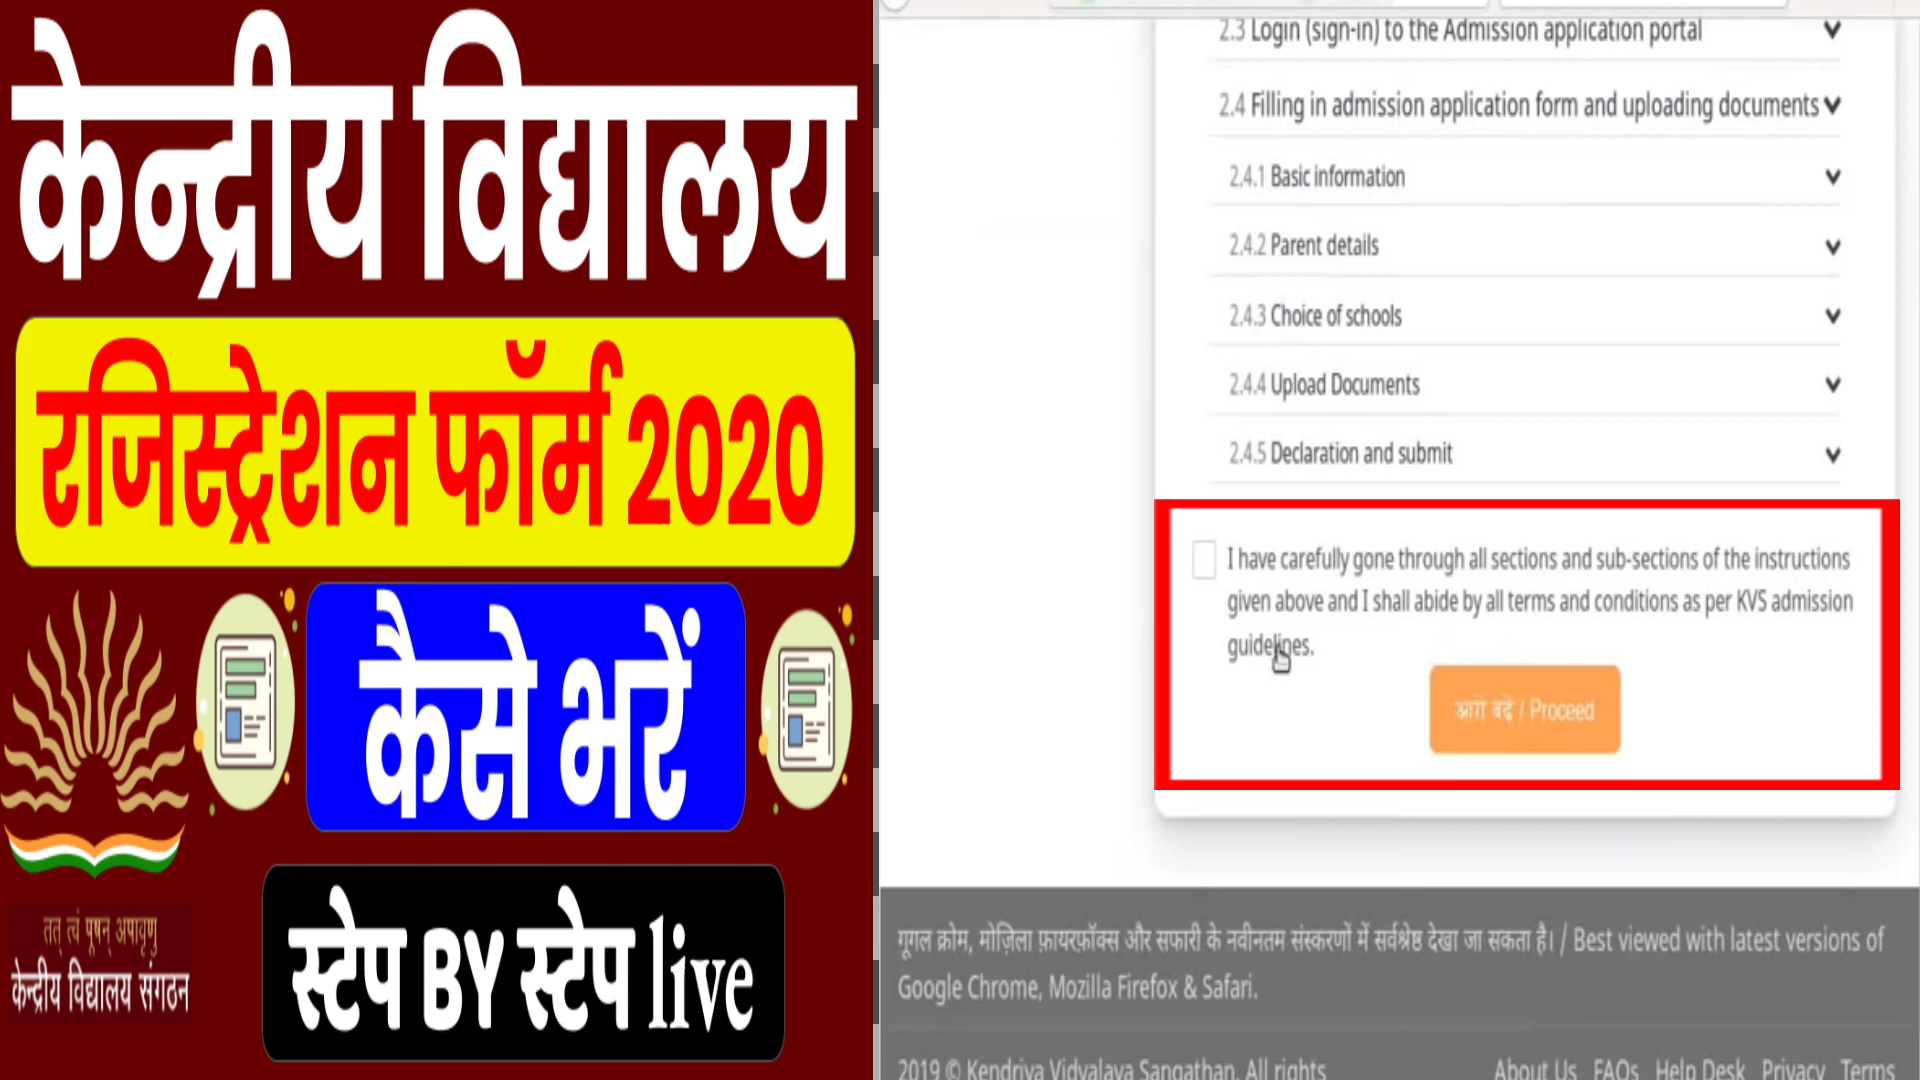 केन्द्रीय विद्यालय
रजिस्ट्रेशन फॉर्म 2020
कैसे भरें
स्टेप BY स्टेप live
तत् त्वं पूषन् अपावृणु
केन्द्रीय विद्यालय संगठन
2.3 Login (sign-in) to the Admission application portal
2.4 Filling in admission application form and uploading documents
2.4.1 Basic information
2.4.2 Parent details
2.4.3 Choice of schools
2.4.4 Upload Documents
2.4.5 Declaration and submit
I have carefully gone through all sections and sub-sections of the instructions
given above and I shall abide by all terms and conditions as per KVS admission
guidelines.
आगे बढ़ें / Proceed
गूगल क्रोम, मोज़िला फ़ायरफ़ॉक्स और सफारी के नवीनतम संस्करणों में सर्वश्रेष्ठ देखा जा सकता है। / Best viewed with latest versions of
Google Chrome, Mozilla Firefox & Safari.
2019 © Kendriya Vidyalaya Sangathan. All rights
About Us FAQs Help Desk Privacy Terms